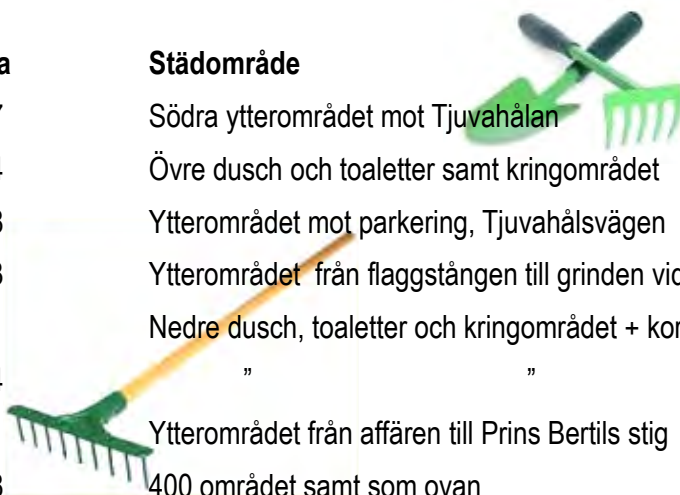 Städområde
Södra ytterområdet mot Tjuvahålan
Övre dusch och toaletter samt kringområdet
Ytterområdet mot parkering, Tjuvahålsvägen
Ytterområdet från flaggstången till grinden
Nedre dusch, toaletter och kringområdet +
” ”
Ytterområdet från affären till Prins Bertils stig
400 området samt som ovan